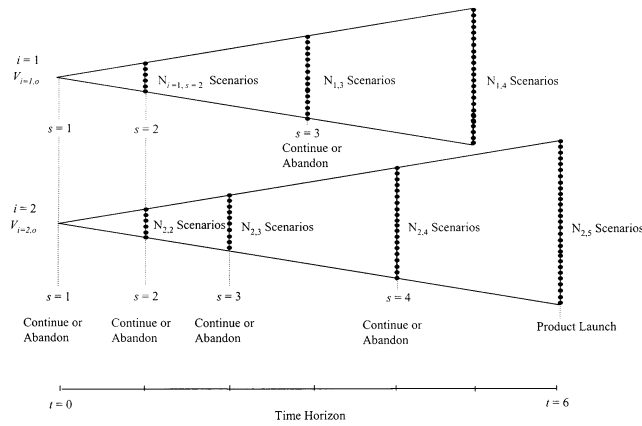 i = 1
V_{i=1,o}
N_{i=1, s=2} Scenarios
N_{1,3} Scenarios
N_{1,4} Scenarios
s = 1
s = 2
s = 3
Continue or
Abandon
i = 2
V_{i=2,o}
N_{2,2} Scenarios
N_{2,3} Scenarios
N_{2,4} Scenarios
N_{2,5} Scenarios
s = 1
s = 2
s = 3
s = 4
Continue or
Abandon
Continue or
Abandon
Continue or
Abandon
Continue or
Abandon
Product Launch
t = 0
t = 6
Time Horizon